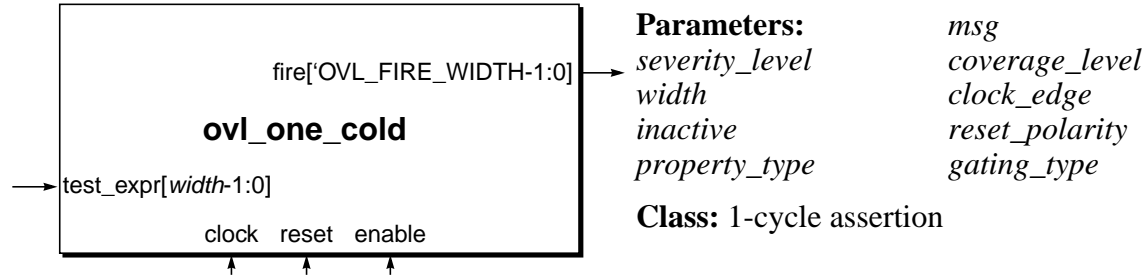 fire[‘OVL_FIRE_WIDTH-1:0]
ovl_one_cold
test_expr[width-1:0]
clock reset enable
Parameters: msg
severity_level coverage_level
width clock_edge
inactive reset_polarity
property_type gating_type
Class: 1-cycle assertion